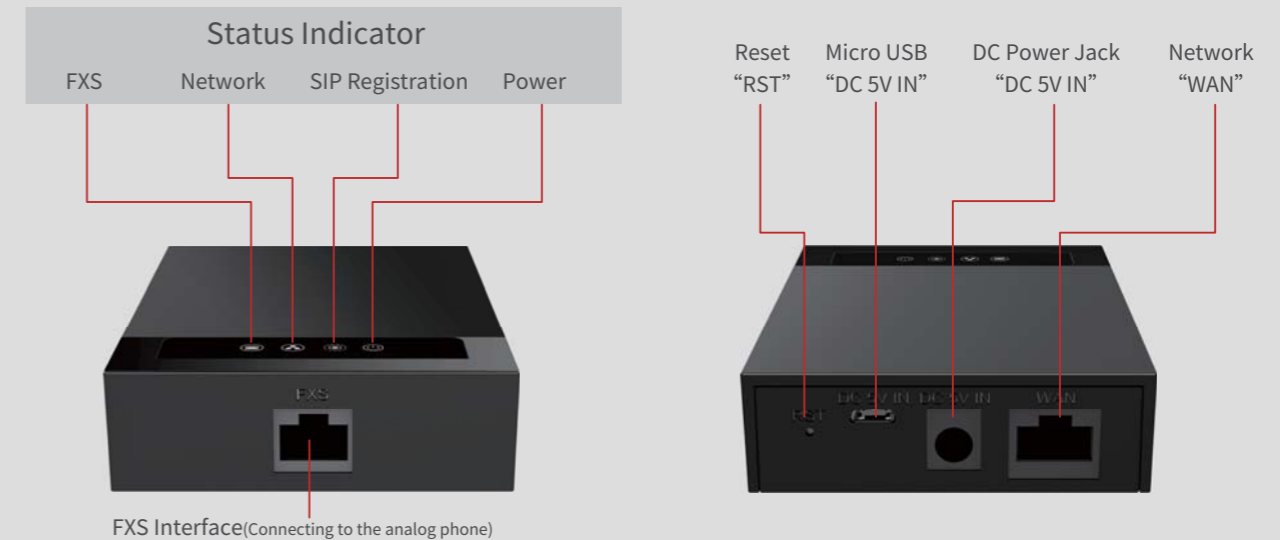 Status Indicator
FXS Network SIP Registration Power
FXS
FXS Interface(Connecting to the analog phone)
Reset Micro USB DC Power Jack Network
“RST” “DC 5V IN” “DC 5V IN” “WAN”
RST DC 5V IN DC 5V IN WAN